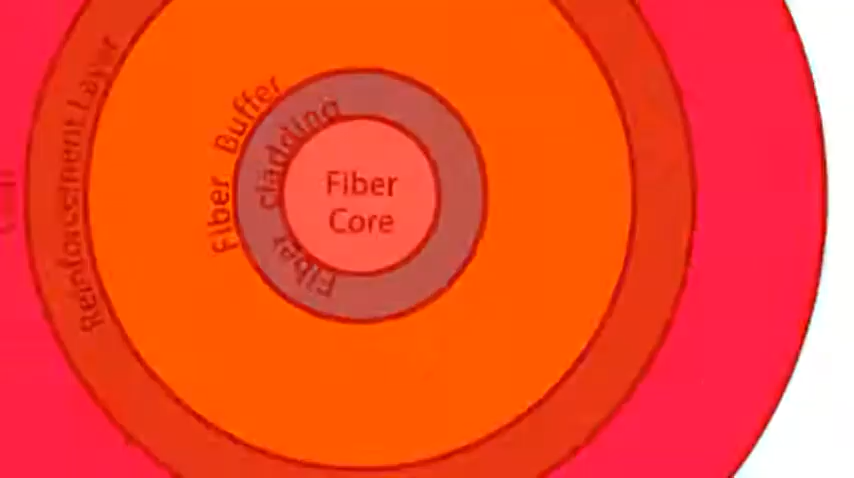 Reinforcement Layer
Fiber Buffer
Fiber cladding
Fiber
Core